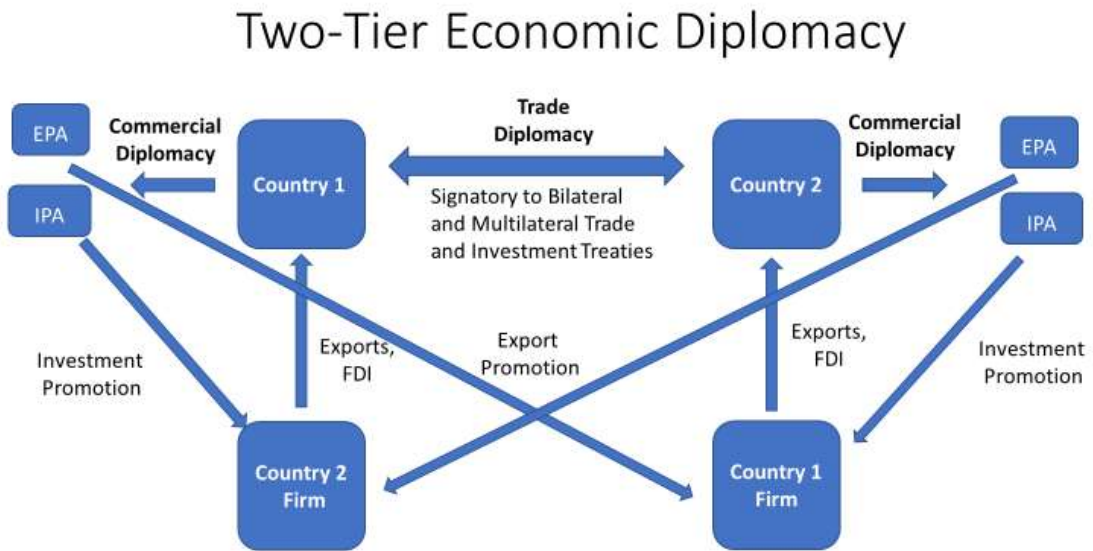 Two-Tier Economic Diplomacy
EPA
Commercial
Diplomacy
Country 1
Trade
Diplomacy
Country 2
Commercial
Diplomacy
EPA
IPA
Signatory to Bilateral
and Multilateral Trade
and Investment Treaties
IPA
Investment
Promotion
Exports,
FDI
Export
Promotion
Exports,
FDI
Investment
Promotion
Country 2
Firm
Country 1
Firm